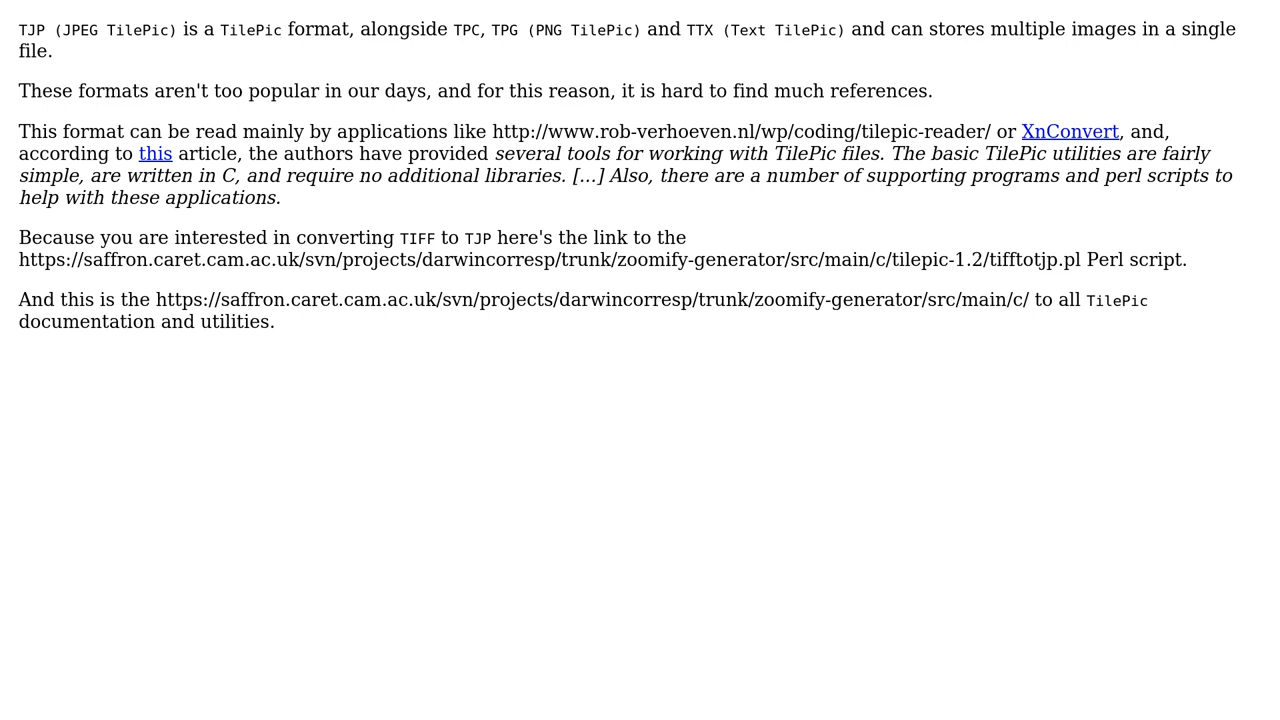 TJP (JPEG TilePic) is a TilePic format, alongside TPC, TPG (PNG TilePic) and TTX (Text TilePic) and can stores multiple images in a single
file.
These formats aren't too popular in our days, and for this reason, it is hard to find much references.
This format can be read mainly by applications like http://www.rob-verhoeven.nl/wp/coding/tilepic-reader/ or XnConvert, and,
according to this article, the authors have provided several tools for working with TilePic files. The basic TilePic utilities are fairly
simple, are written in C, and require no additional libraries. [...] Also, there are a number of supporting programs and perl scripts to
help with these applications.
Because you are interested in converting TIFF to TJP here's the link to the
https://saffron.caret.cam.ac.uk/svn/projects/darwincorresp/trunk/zoomify-generator/src/main/c/tilepic-1.2/tifftotjp.pl Perl script.
And this is the https://saffron.caret.cam.ac.uk/svn/projects/darwincorresp/trunk/zoomify-generator/src/main/c/ to all TilePic
documentation and utilities.